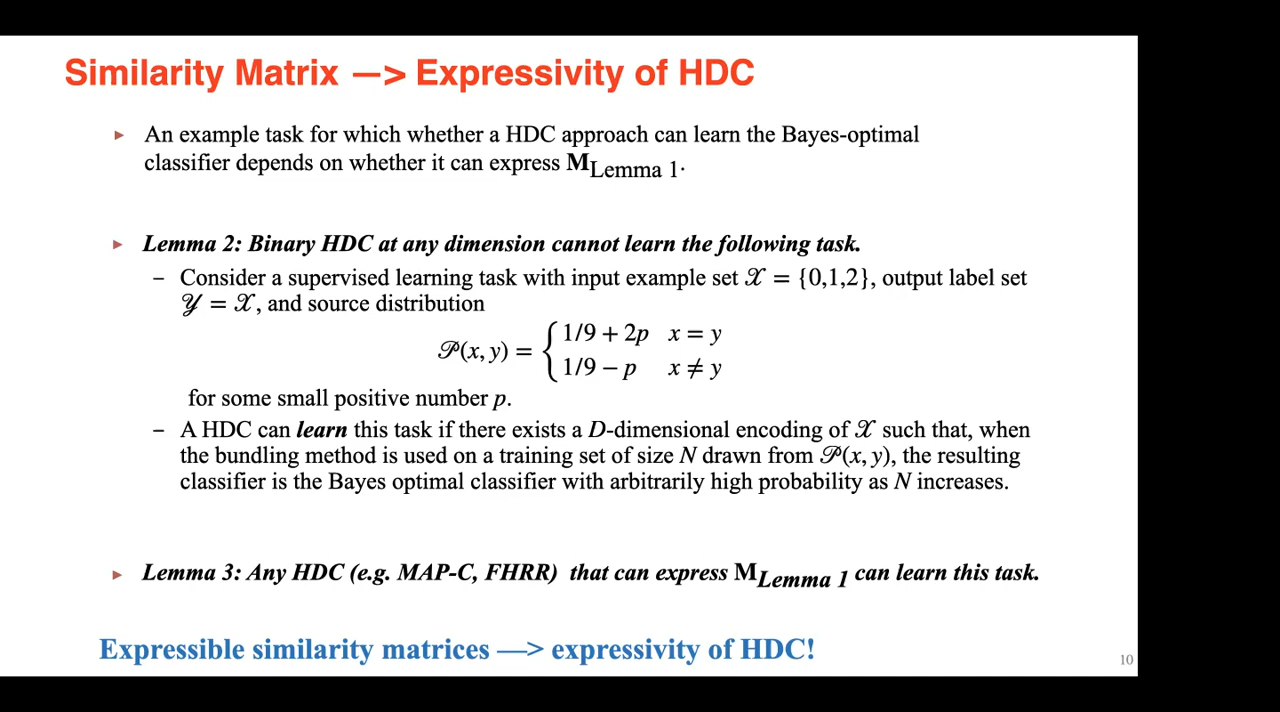 Similarity Matrix —> Expressivity of HDC
▸ An example task for which whether a HDC approach can learn the Bayes-optimal
classifier depends on whether it can express M_Lemma 1.
▸ Lemma 2: Binary HDC at any dimension cannot learn the following task.
– Consider a supervised learning task with input example set 𝒳 = {0,1,2}, output label set
𝒴 = 𝒳, and source distribution
𝒫(x, y) = { 1/9 + 2p x = y
1/9 − p x ≠ y
for some small positive number p.
– A HDC can learn this task if there exists a D-dimensional encoding of 𝒳 such that, when
the bundling method is used on a training set of size N drawn from 𝒫(x, y), the resulting
classifier is the Bayes optimal classifier with arbitrarily high probability as N increases.
▸ Lemma 3: Any HDC (e.g. MAP-C, FHRR) that can express M_Lemma 1 can learn this task.
Expressible similarity matrices —> expressivity of HDC!
10